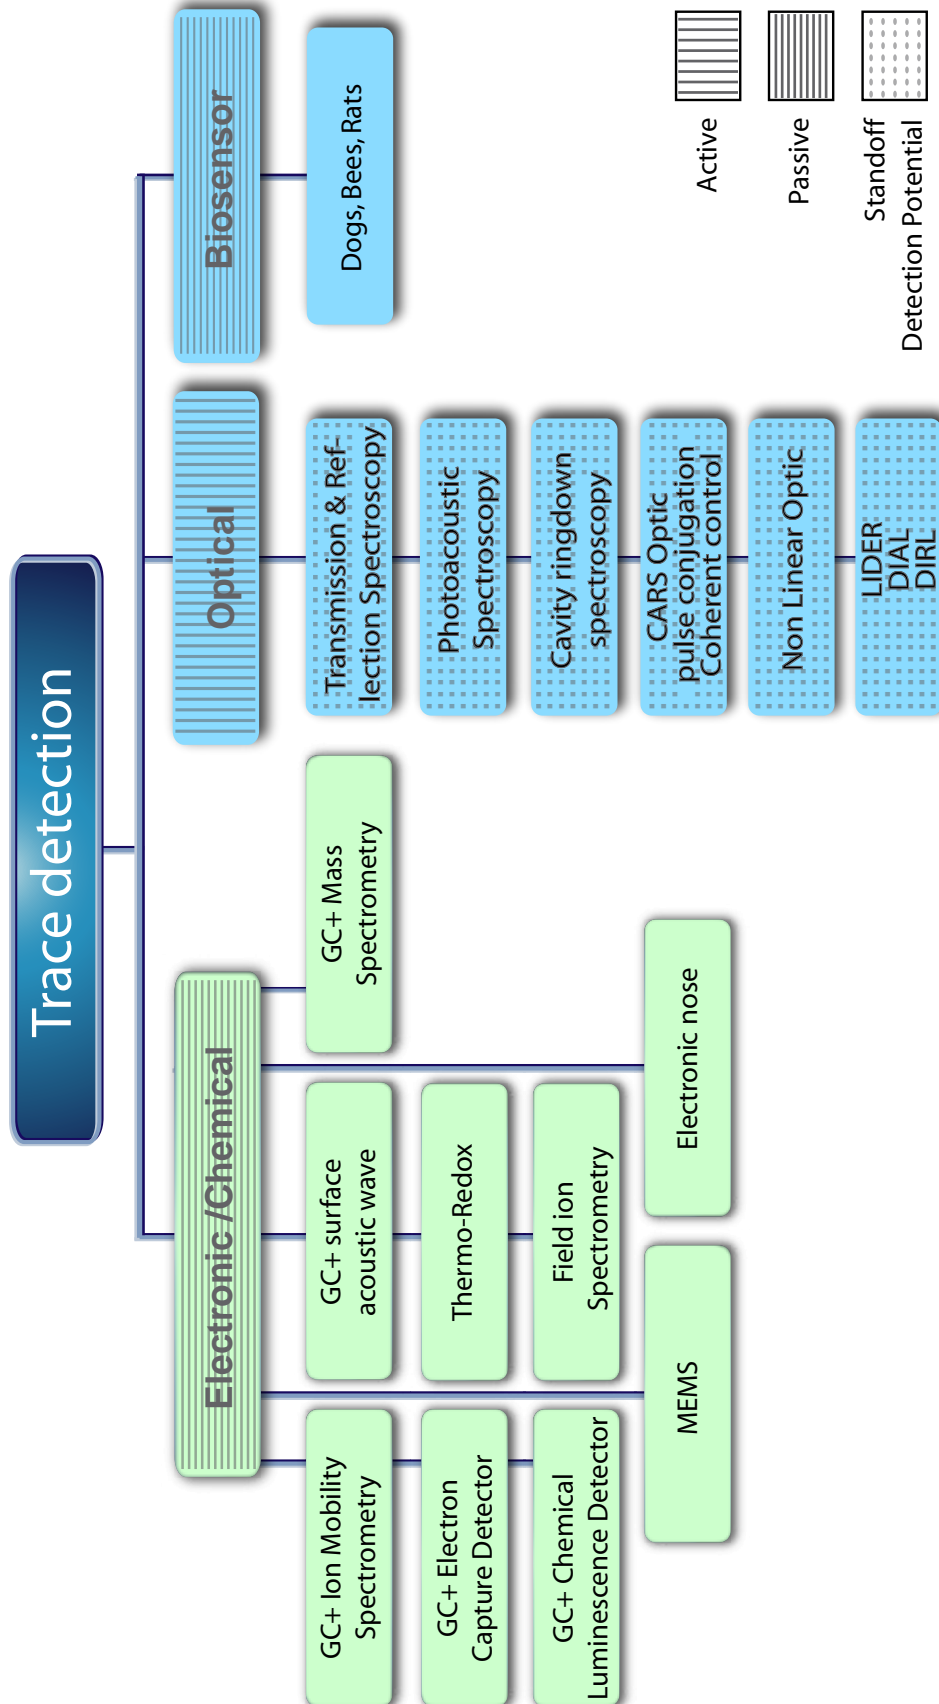 Trace detection
Electronic /Chemical
Optical
Biosensor
GC+ Ion Mobility
Spectrometry
GC+ surface
acoustic wave
GC+ Mass
Spectrometry
Transmission & Ref-
lection Spectroscopy
Dogs, Bees, Rats
GC+ Electron
Capture Detector
Thermo-Redox
Photoacoustic
Spectroscopy
GC+ Chemical
Luminescence Detector
Field ion
Spectrometry
Cavity ringdown
spectroscopy
MEMS
Electronic nose
CARS Optic
pulse conjugation
Coherent control
Non Linear Optic
LIDER
DIAL
DIRL
Active
Passive
Standoff
Detection Potential